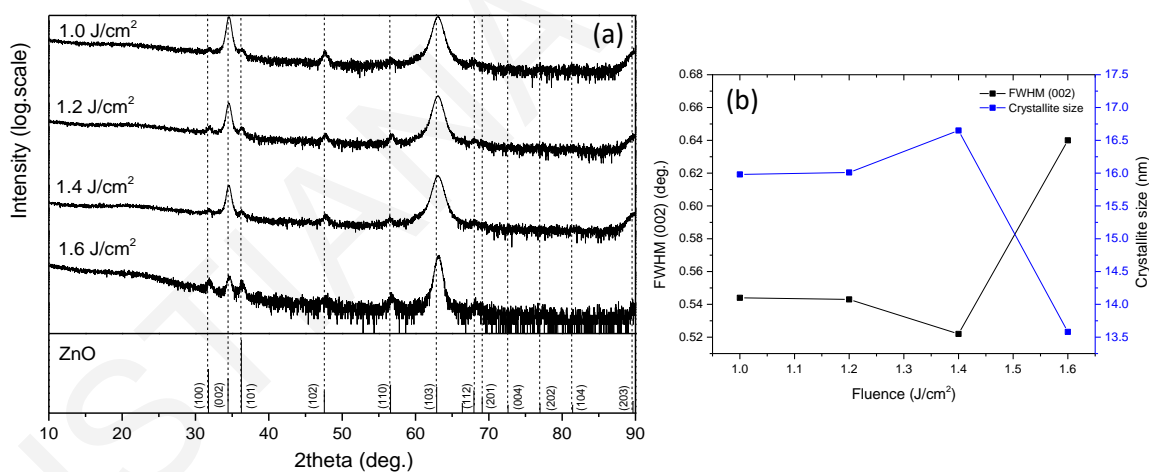 (a)
1.0 J/cm²
1.2 J/cm²
1.4 J/cm²
1.6 J/cm²
ZnO
(100)
(002)
(101)
(102)
(110)
(103)
(112)
(201)
(004)
(202)
(104)
(203)
Intensity (log.scale)
10 20 30 40 50 60 70 80 90
2theta (deg.)
(b)
FWHM (002)
Crystallite size
FWHM (002) (deg.)
0.68
0.66
0.64
0.62
0.60
0.58
0.56
0.54
0.52
17.5
17.0
16.5
16.0
15.5
15.0
14.5
14.0
13.5
Crystallite size (nm)
1.0 1.1 1.2 1.3 1.4 1.5 1.6
Fluence (J/cm²)
STIANA